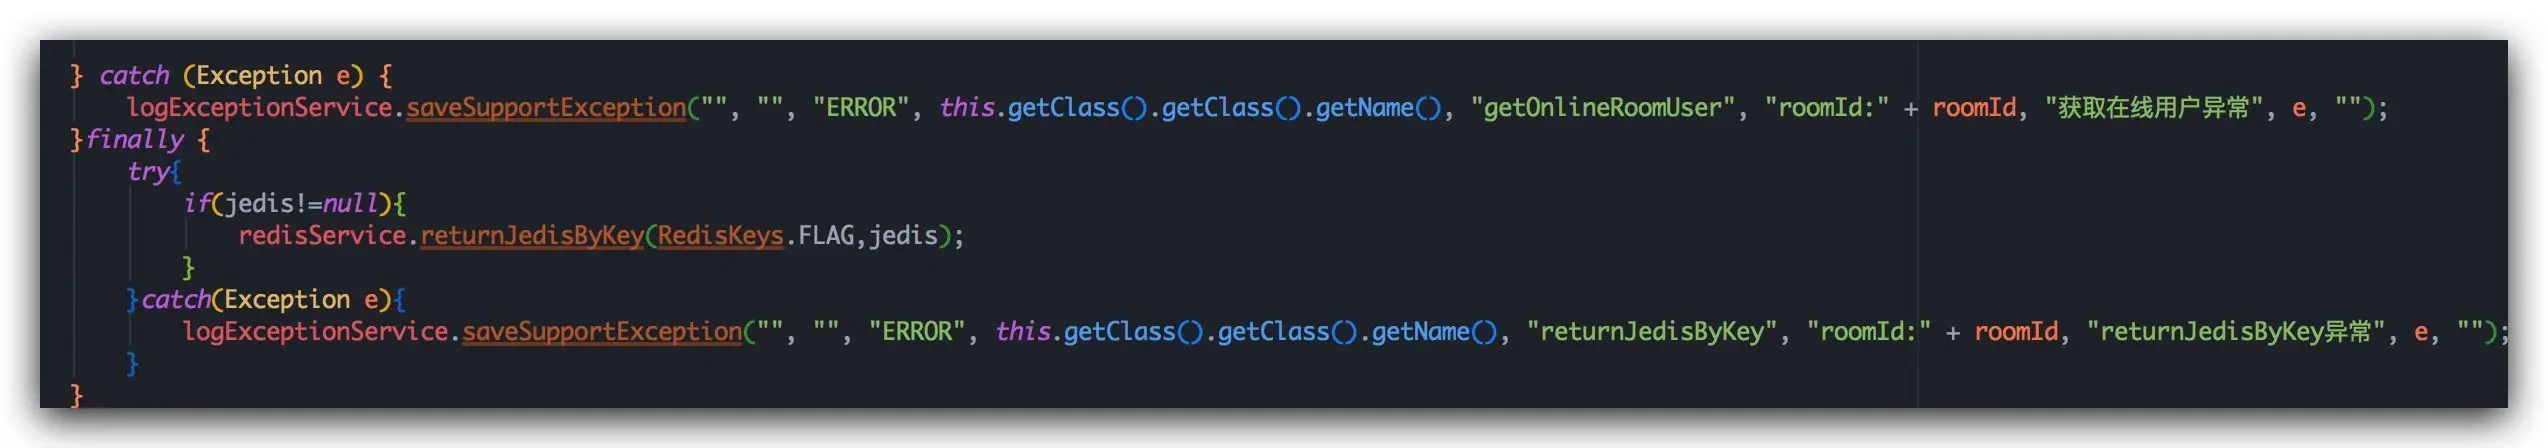 } catch (Exception e) {
    logExceptionService.saveSupportException("", "", "ERROR", this.getClass().getClass().getName(), "getOnlineRoomUser", "roomId:" + roomId, "获取在线用户异常", e, "");
}finally {
    try{
        if(jedis!=null){
            redisService.returnJedisByKey(RedisKeys.FLAG,jedis);
        }
    }catch(Exception e){
        logExceptionService.saveSupportException("", "", "ERROR", this.getClass().getClass().getName(), "returnJedisByKey", "roomId:" + roomId, "returnJedisByKey异常", e, "");
    }
}